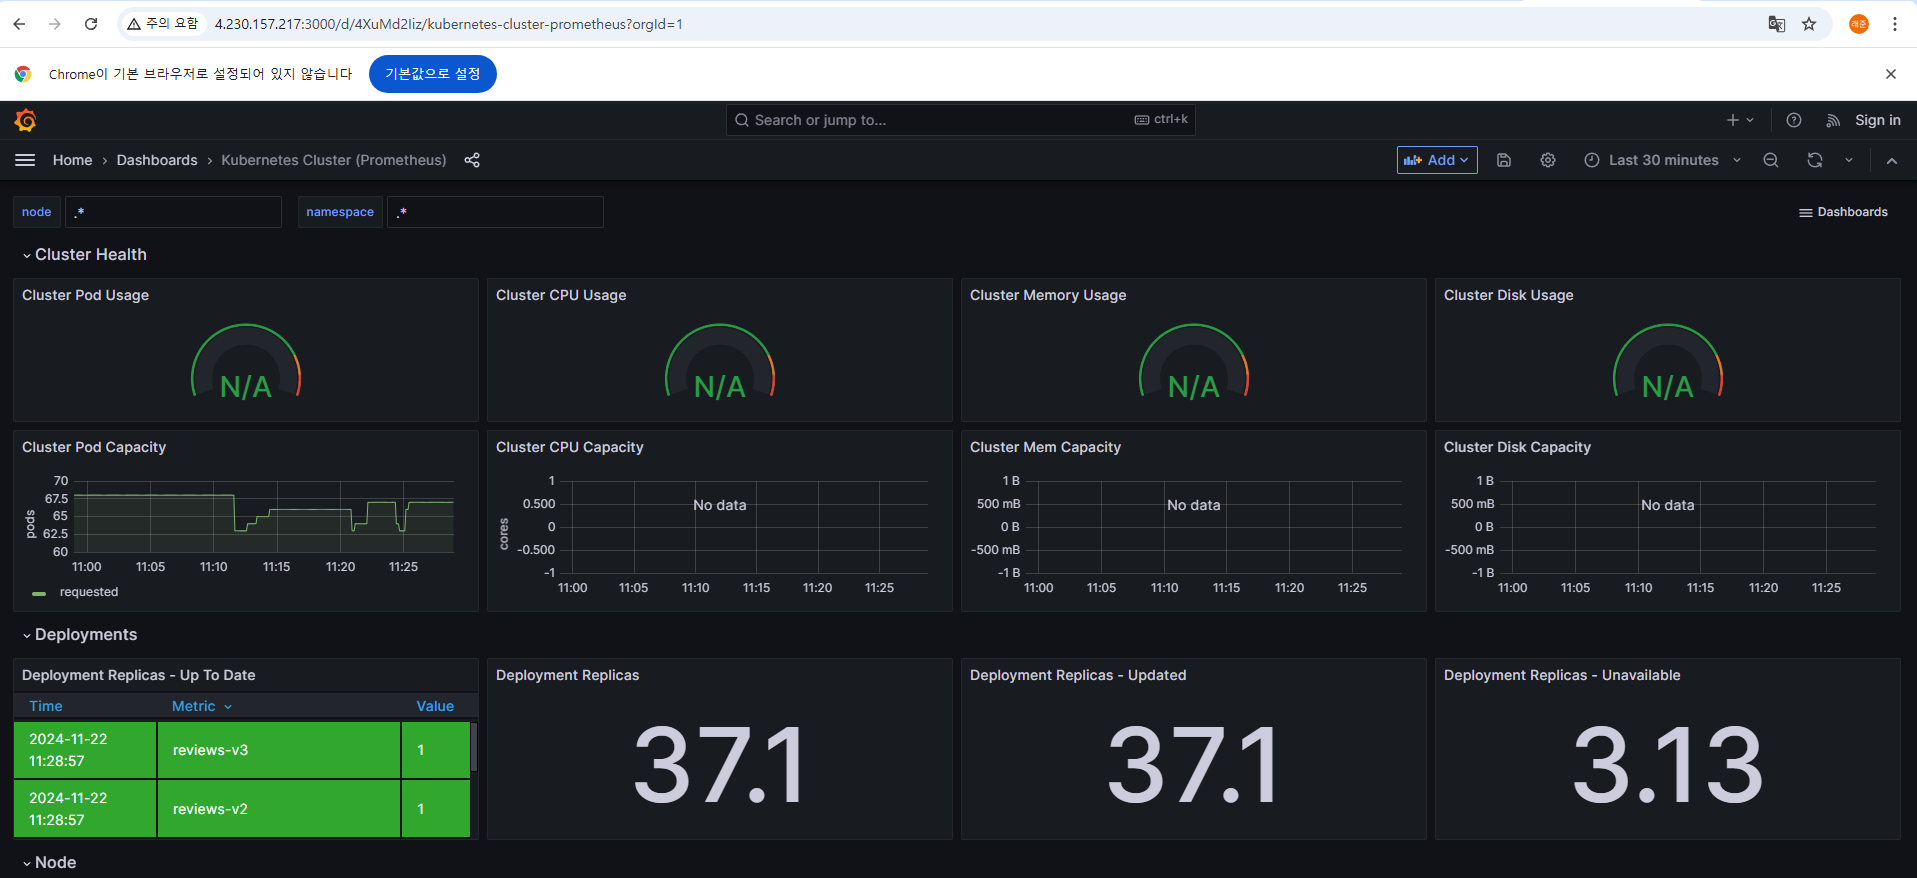 주의 요함
4.230.157.217:3000/d/4XuMd2Iiz/kubernetes-cluster-prometheus?orgId=1
래준
Chrome이 기본 브라우저로 설정되어 있지 않습니다
기본값으로 설정
Search or jump to...
ctrl+k
Sign in
Home › Dashboards › Kubernetes Cluster (Prometheus)
Add
Last 30 minutes
node
.*
namespace
.*
Dashboards
Cluster Health
Cluster Pod Usage
N/A
Cluster CPU Usage
N/A
Cluster Memory Usage
N/A
Cluster Disk Usage
N/A
Cluster Pod Capacity
pods
70
67.5
65
62.5
60
11:00 11:05 11:10 11:15 11:20 11:25
requested
Cluster CPU Capacity
cores
1
0.500
0
-0.500
-1
No data
11:00 11:05 11:10 11:15 11:20 11:25
Cluster Mem Capacity
1 B
500 mB
0 B
-500 mB
-1 B
No data
11:00 11:05 11:10 11:15 11:20 11:25
Cluster Disk Capacity
1 B
500 mB
0 B
-500 mB
-1 B
No data
11:00 11:05 11:10 11:15 11:20 11:25
Deployments
Deployment Replicas - Up To Date
Time Metric Value
2024-11-22
11:28:57
reviews-v3
1
2024-11-22
11:28:57
reviews-v2
1
Deployment Replicas
37.1
Deployment Replicas - Updated
37.1
Deployment Replicas - Unavailable
3.13
Node